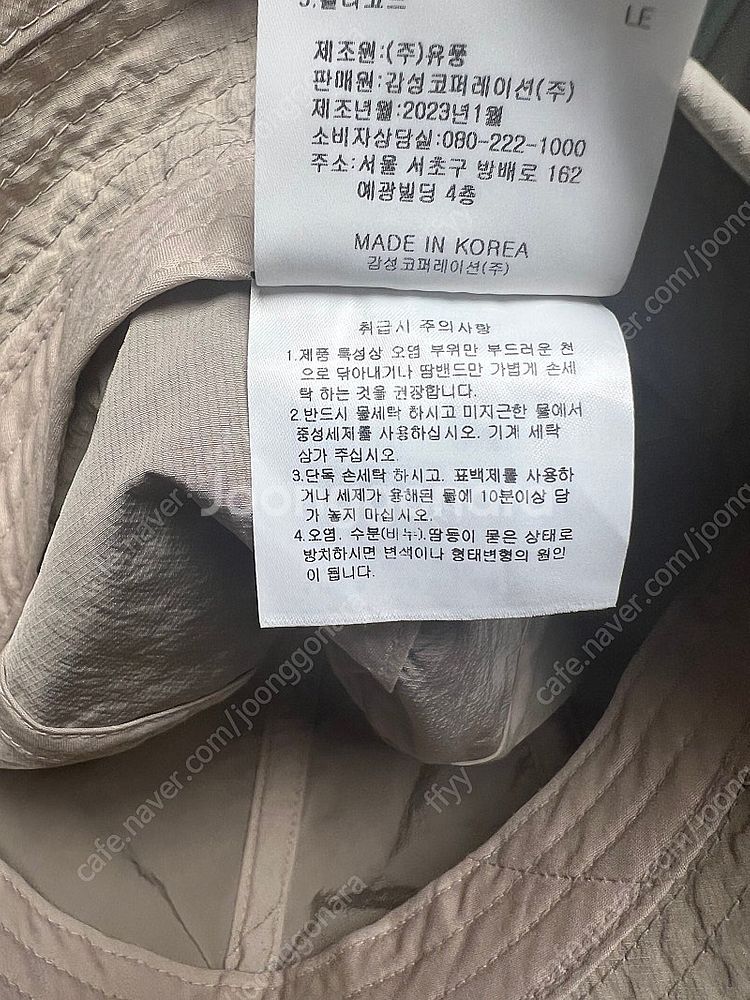 LE
제조원:(주)유풍
판매원:감성코퍼레이션(주)
제조년월:2023년1월
소비자상담실:080-222-1000
주소:서울 서초구 방배로 162
예광빌딩 4층
MADE IN KOREA
감성코퍼레이션(주)
취급시 주의사항
1.제품 특성상 오염 부위만 부드러운 천
으로 닦아내거나 땀밴드만 가볍게 손세
탁 하는 것을 권장합니다.
2.반드시 물세탁 하시고 미지근한 물에서
중성세제를 사용하십시오. 기계 세탁
삼가 주십시오.
3.단독 손세탁 하시고. 표백제를 사용하
거나 세제가 용해된 물에 10분이상 담
가 놓지 마십시오.
4.오염. 수분(비누).땀등이 묻은 상태로
방치하시면 변색이나 형태변형의 원인
이 됩니다.
Joonggonara
cafe.naver.com/joonggonara
ffyy